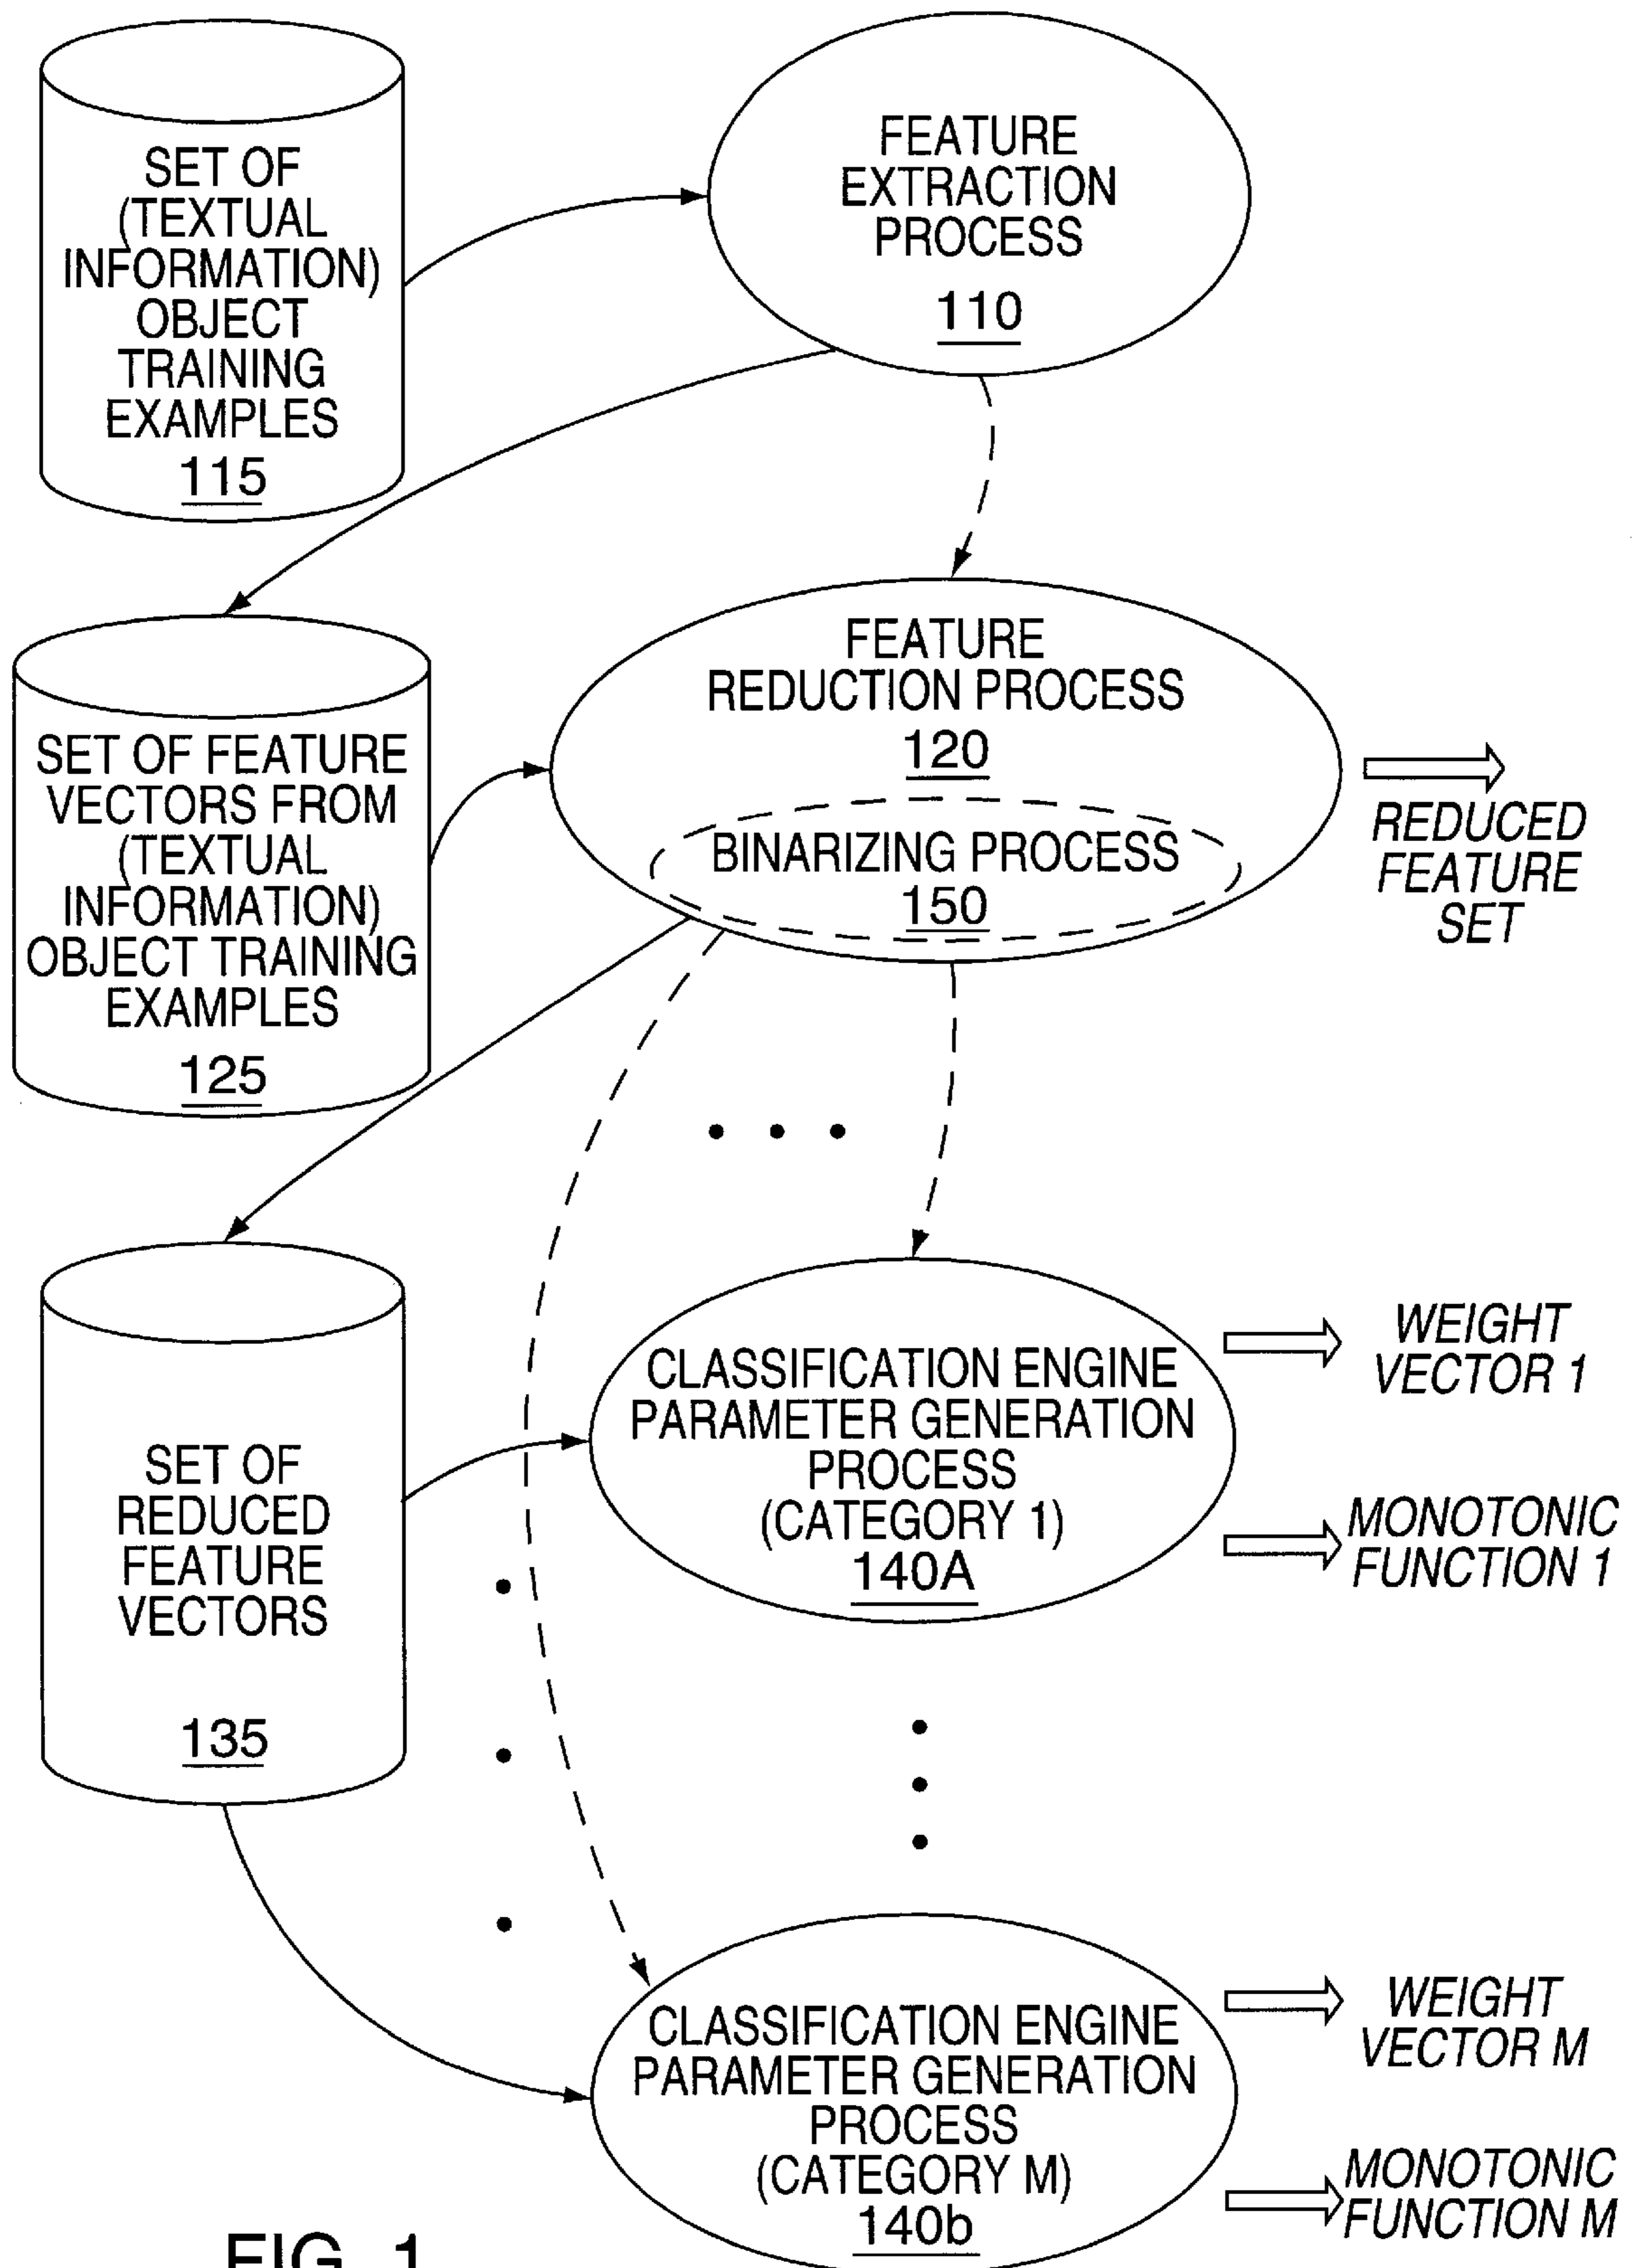 SET OF
(TEXTUAL
INFORMATION)
OBJECT
TRAINING
EXAMPLES
115
FEATURE
EXTRACTION
PROCESS
110
SET OF FEATURE
VECTORS FROM
(TEXTUAL
INFORMATION)
OBJECT TRAINING
EXAMPLES
125
FEATURE
REDUCTION PROCESS
120
BINARIZING PROCESS
150
REDUCED
FEATURE
SET
SET OF
REDUCED
FEATURE
VECTORS
135
CLASSIFICATION ENGINE
PARAMETER GENERATION
PROCESS
(CATEGORY 1)
140A
WEIGHT
VECTOR 1
MONOTONIC
FUNCTION 1
CLASSIFICATION ENGINE
PARAMETER GENERATION
PROCESS
(CATEGORY M)
140b
WEIGHT
VECTOR M
MONOTONIC
FUNCTION M
FIG. 1